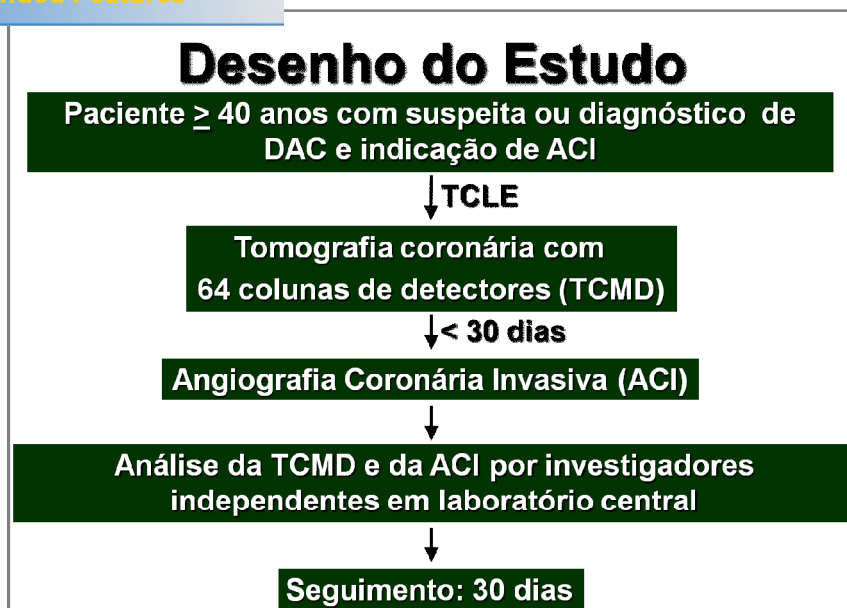 Desenho do Estudo
Paciente > 40 anos com suspeita ou diagnóstico de
DAC e indicação de ACI
TCLE
Tomografia coronária com
64 colunas de detectores (TCMD)
< 30 dias
Angiografia Coronária Invasiva (ACI)
Análise da TCMD e da ACI por investigadores
independentes em laboratório central
Seguimento: 30 dias